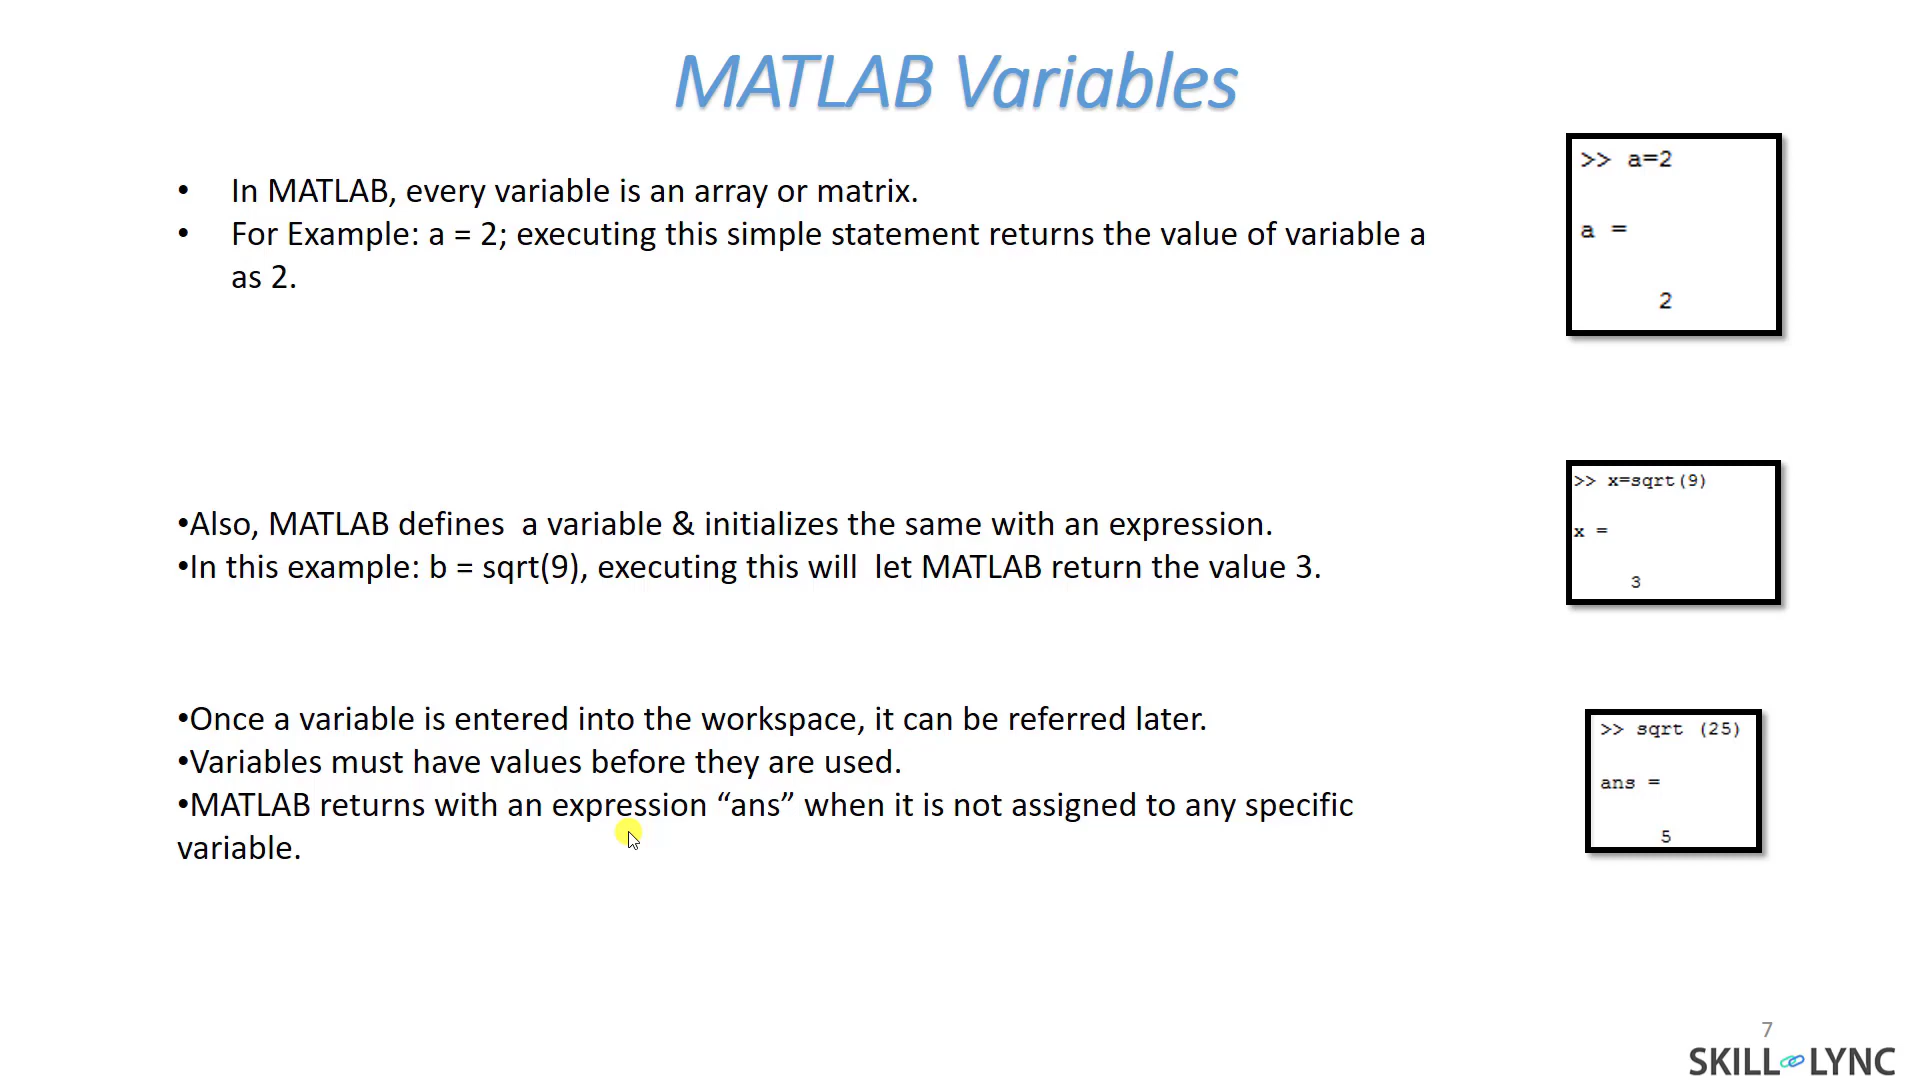 MATLAB Variables
• In MATLAB, every variable is an array or matrix.
• For Example: a = 2; executing this simple statement returns the value of variable a
as 2.
>> a=2
a =
2
•Also, MATLAB defines  a variable & initializes the same with an expression.
•In this example: b = sqrt(9), executing this will  let MATLAB return the value 3.
>> x=sqrt(9)
x =
3
•Once a variable is entered into the workspace, it can be referred later.
•Variables must have values before they are used.
•MATLAB returns with an expression “ans” when it is not assigned to any specific
variable.
>> sqrt (25)
ans =
5
7
SKILL LYNC